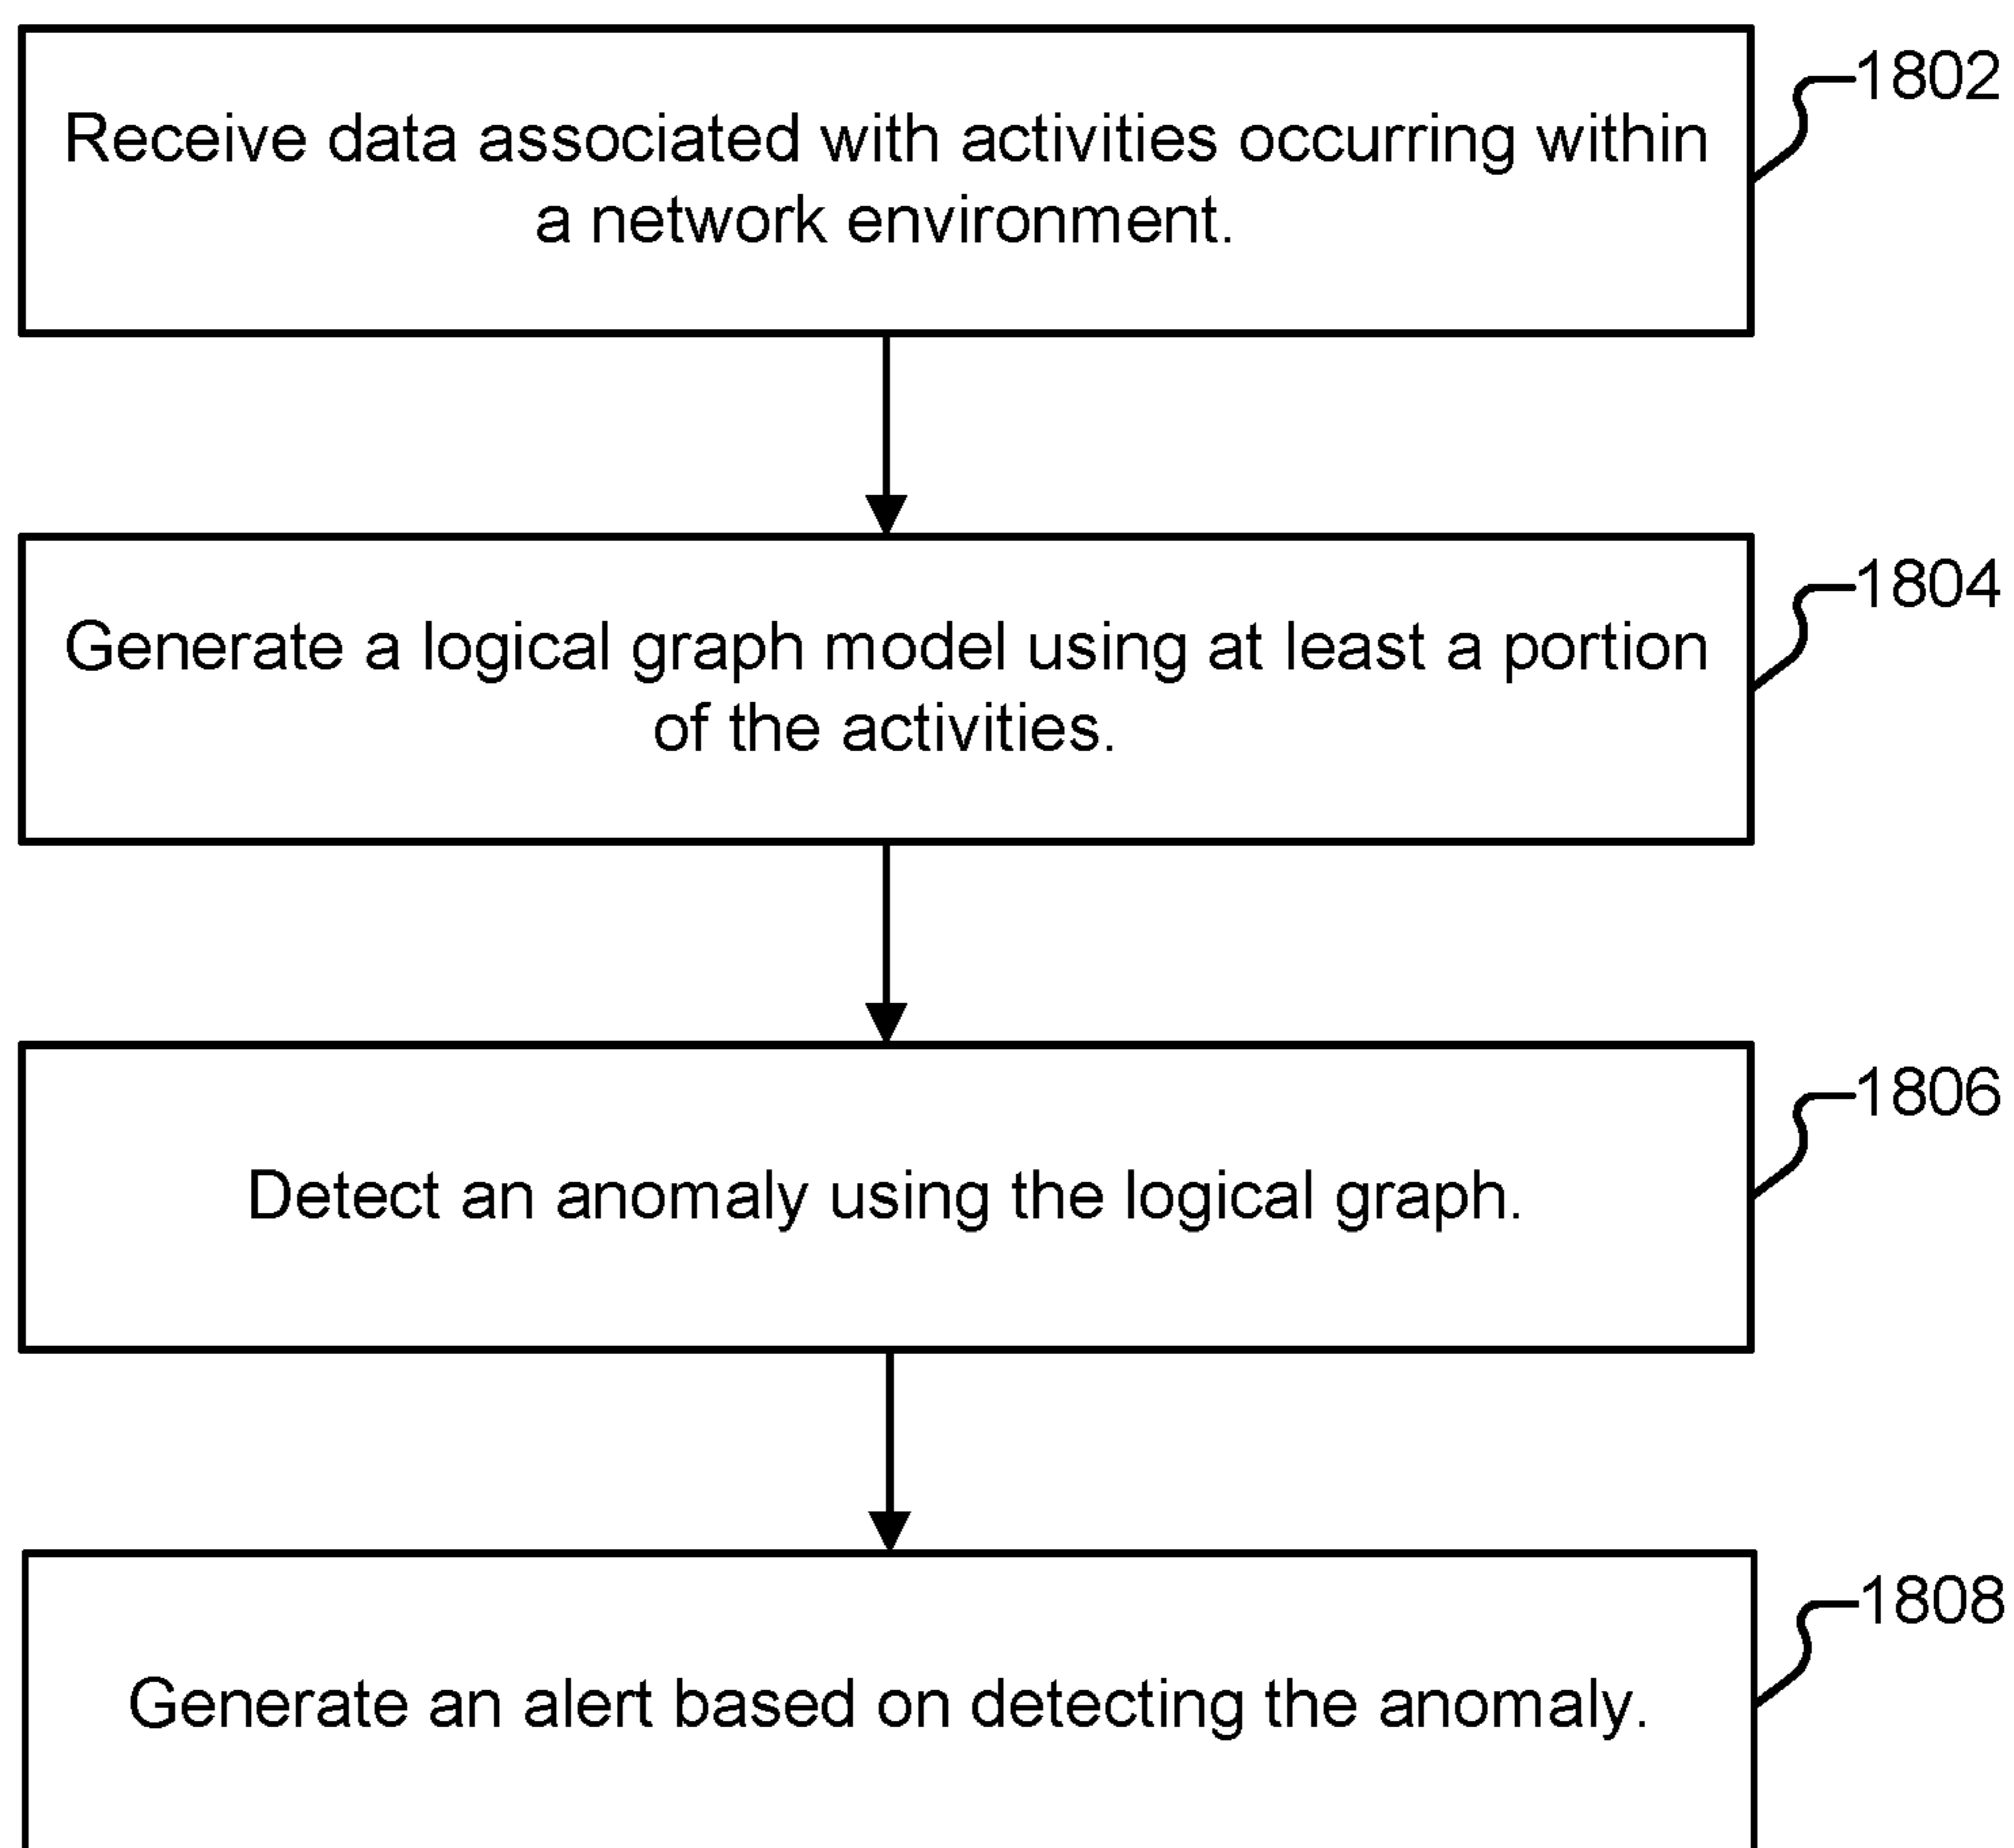 1802
Receive data associated with activities occurring within
a network environment.
1804
Generate a logical graph model using at least a portion
of the activities.
1806
Detect an anomaly using the logical graph.
1808
Generate an alert based on detecting the anomaly.